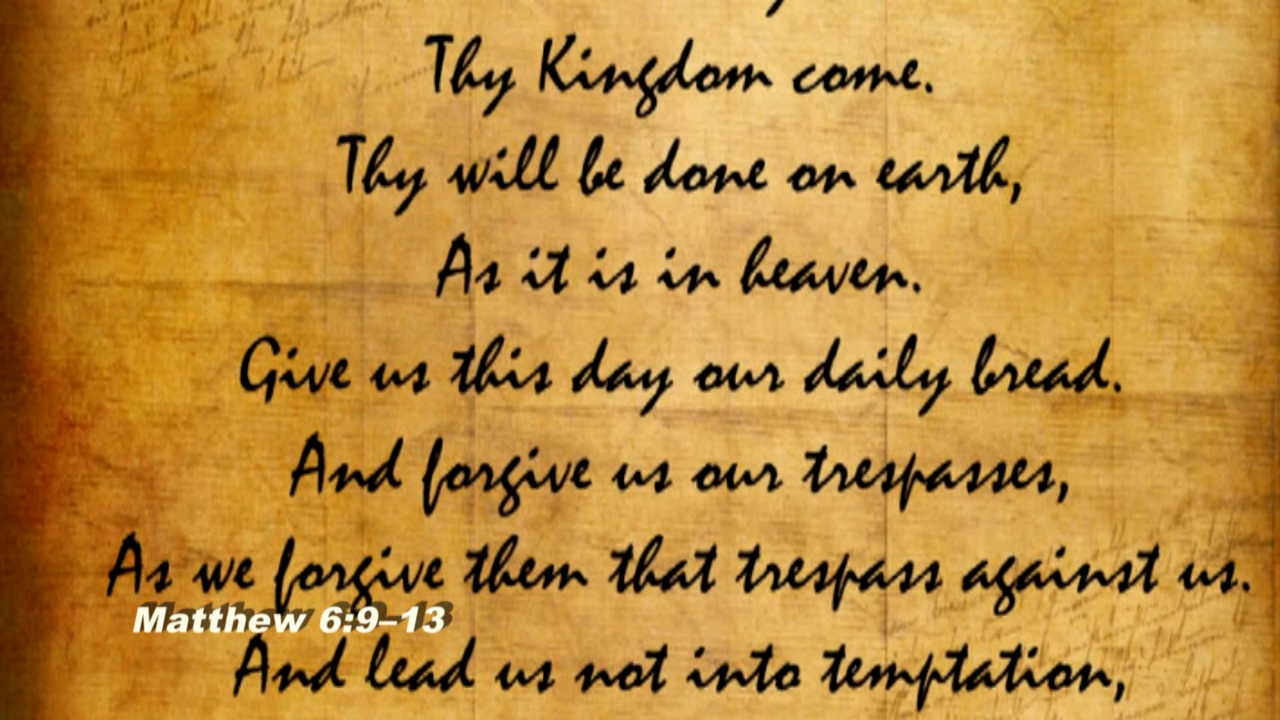 Thy Kingdom come.
Thy will be done on earth,
As it is in heaven.
Give us this day our daily bread.
And forgive us our trespasses,
As we forgive them that trespass against us.
Matthew 6:9–13
And lead us not into temptation,